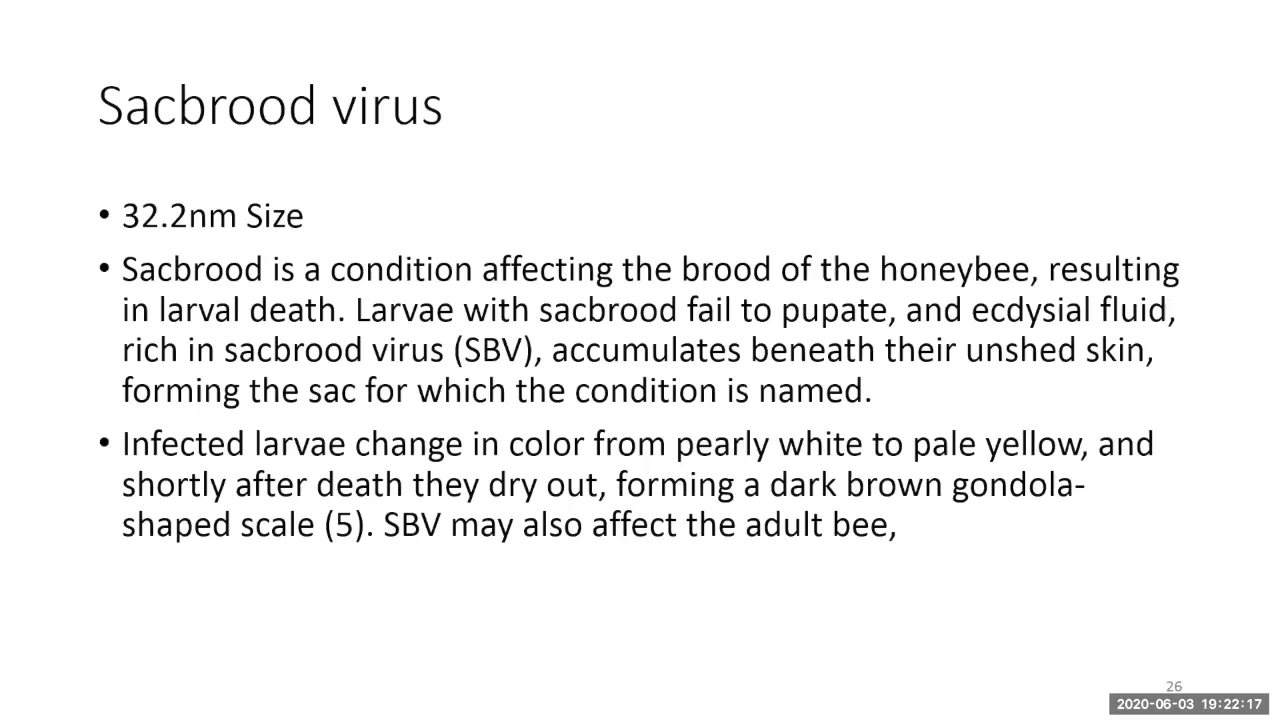 Sacbrood virus
• 32.2nm Size
• Sacbrood is a condition affecting the brood of the honeybee, resulting
in larval death. Larvae with sacbrood fail to pupate, and ecdysial fluid,
rich in sacbrood virus (SBV), accumulates beneath their unshed skin,
forming the sac for which the condition is named.
• Infected larvae change in color from pearly white to pale yellow, and
shortly after death they dry out, forming a dark brown gondola-
shaped scale (5). SBV may also affect the adult bee,
26
2020-06-03 19:22:17